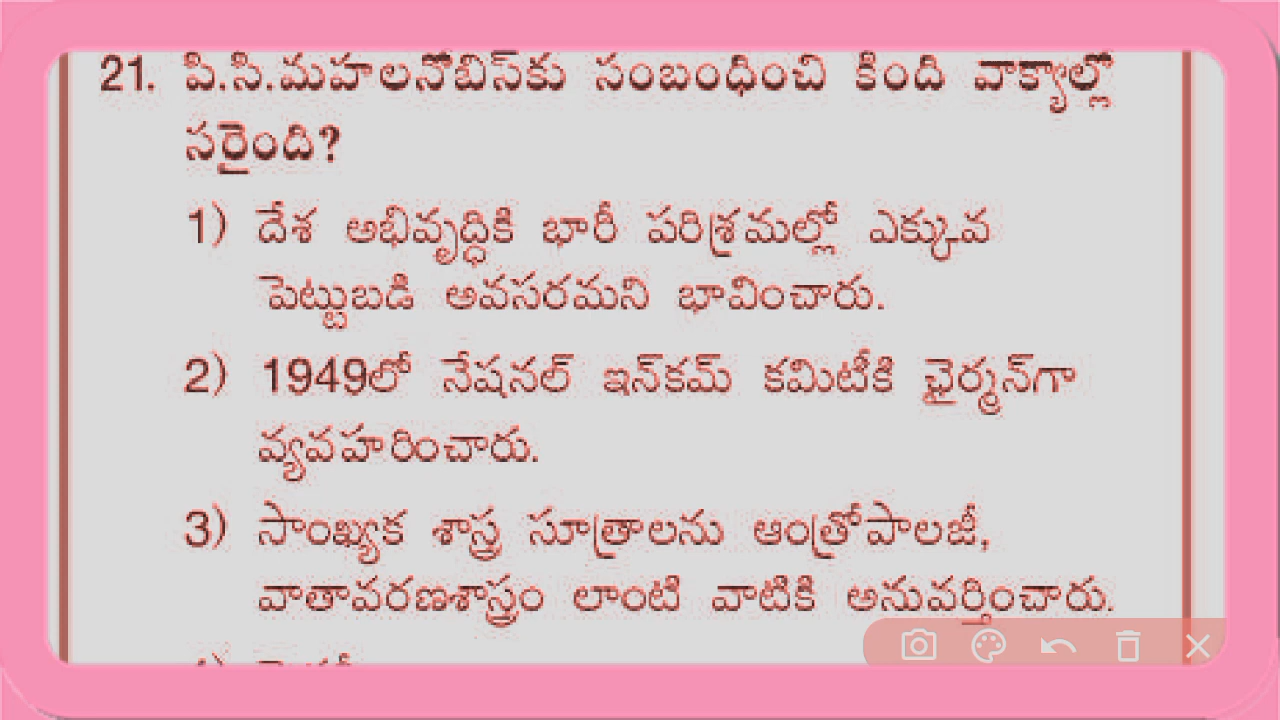 21. పి.సి.మహలనోబిస్‌కు సంబంధించి కింది వాక్యాల్లో
సరైంది?
1) దేశ అభివృద్ధికి భారీ పరిశ్రమల్లో ఎక్కువ
పెట్టుబడి అవసరమని భావించారు.
2) 1949లో నేషనల్ ఇన్‌కమ్ కమిటీకి ఛైర్మన్‌గా
వ్యవహరించారు.
3) సాంఖ్యక శాస్త్ర సూత్రాలను ఆంత్రోపాలజీ,
వాతావరణశాస్త్రం లాంటి వాటికి అనువర్తించారు.